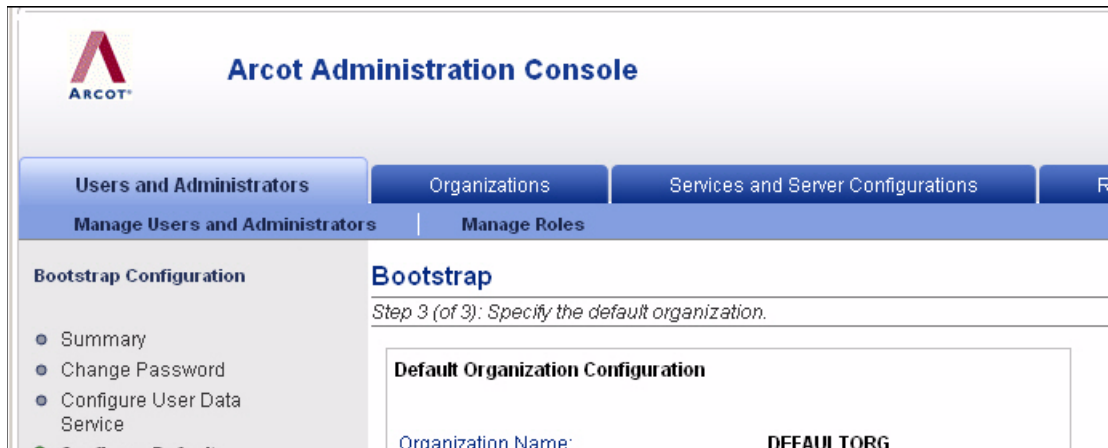 ARCOT
Arcot Administration Console
Users and Administrators
Organizations
Services and Server Configurations
R
Manage Users and Administrators
Manage Roles
Bootstrap Configuration
Summary
Change Password
Configure User Data
Service
Bootstrap
Step 3 (of 3): Specify the default organization.
Default Organization Configuration
Organization Name: DEFAULTORG